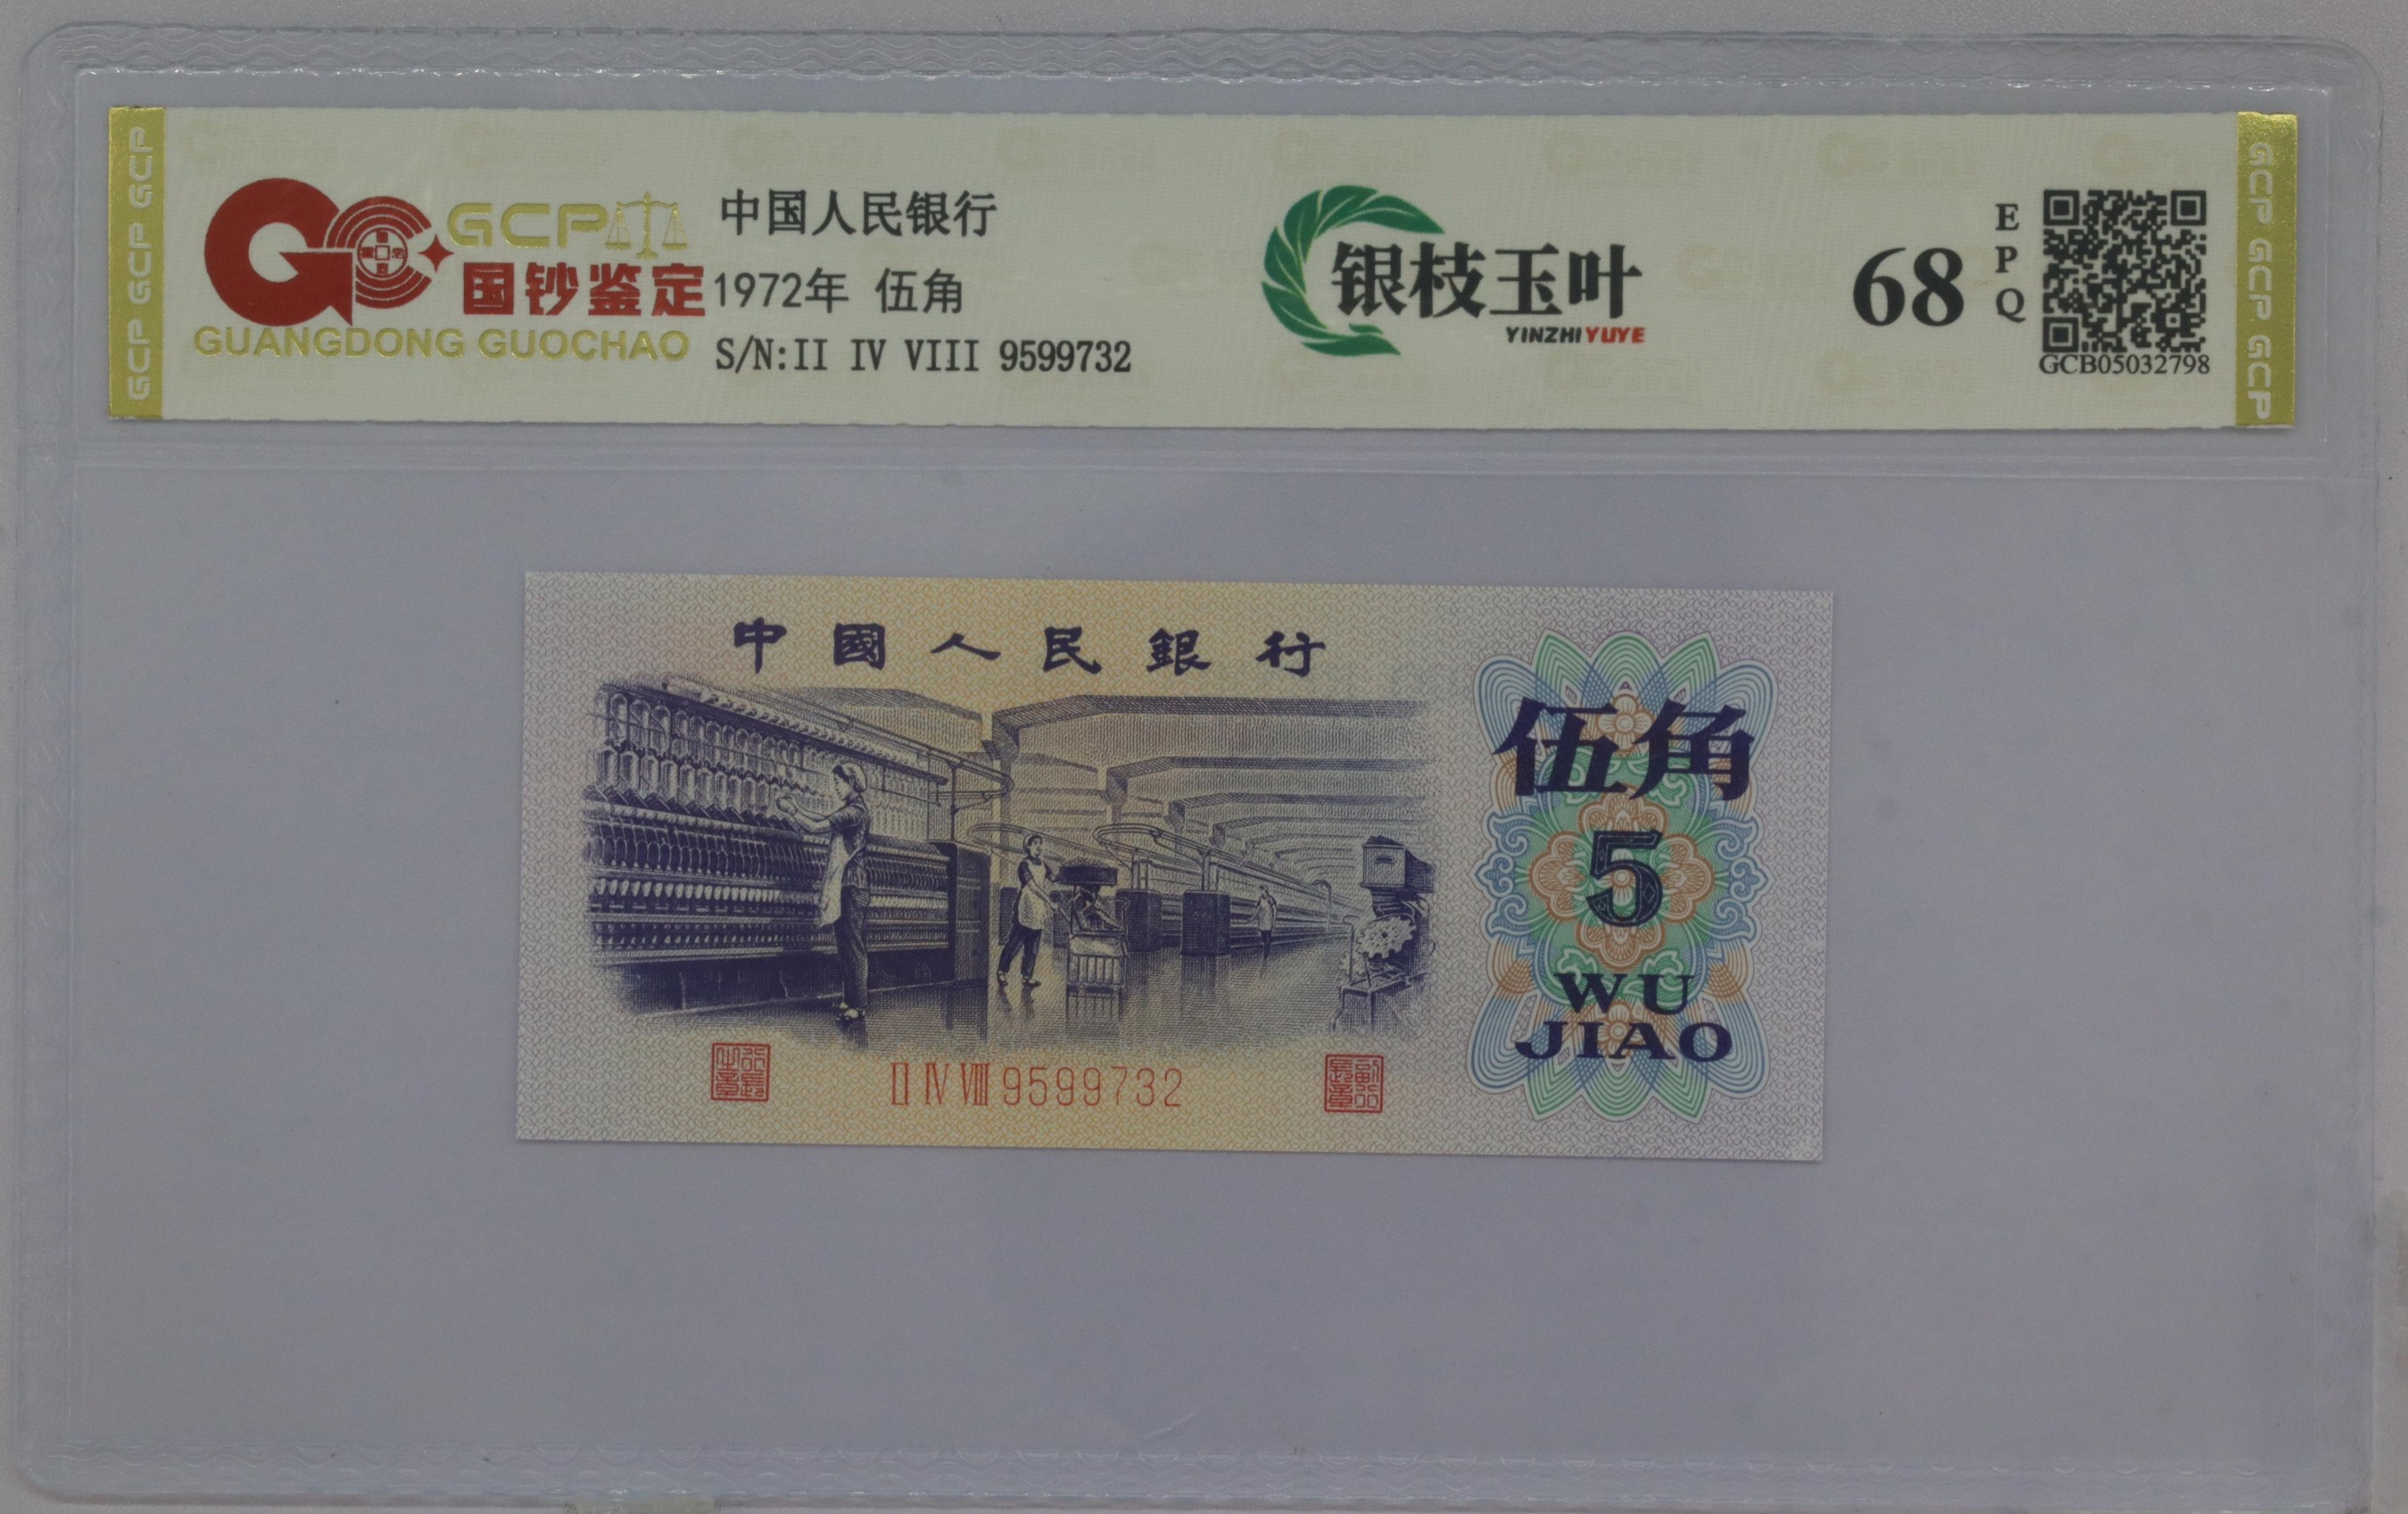 GCP GCP GCP
GCP
国钞鉴定
GUANGDONG GUOCHAO
中国人民银行
1972年 伍角
S/N:II IV VIII 9599732
银枝玉叶
YINZHIYUYE
68
EPQ
GCB05032798
GCP GCP GCP
中國人民銀行
伍角
5
WU
JIAO
II IV VIII 9599732